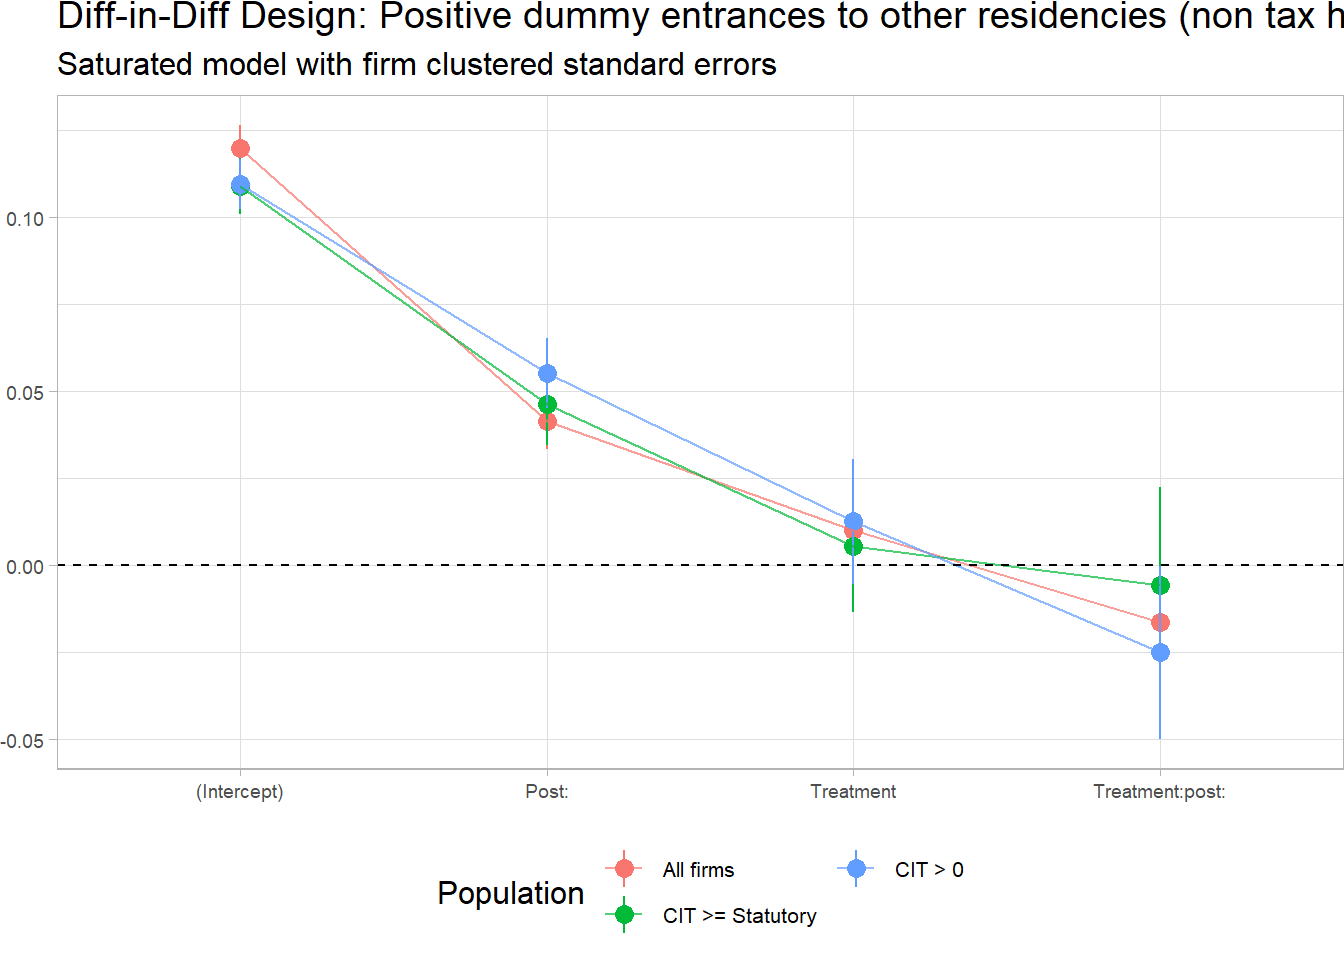 Diff-in-Diff Design: Positive dummy entrances to other residencies (non tax h
Saturated model with firm clustered standard errors
0.10
0.05
0.00
-0.05
(Intercept) Post: Treatment Treatment:post:
Population
All firms CIT > 0
CIT >= Statutory